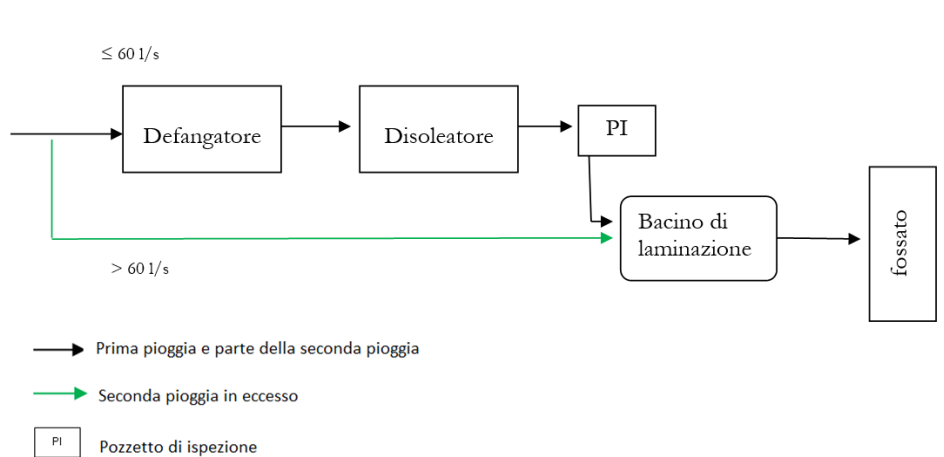 ≤ 60 l/s
Defangatore
Disoleatore
PI
Bacino di
laminazione
fossato
> 60 l/s
Prima pioggia e parte della seconda pioggia
Seconda pioggia in eccesso
PI
Pozzetto di ispezione